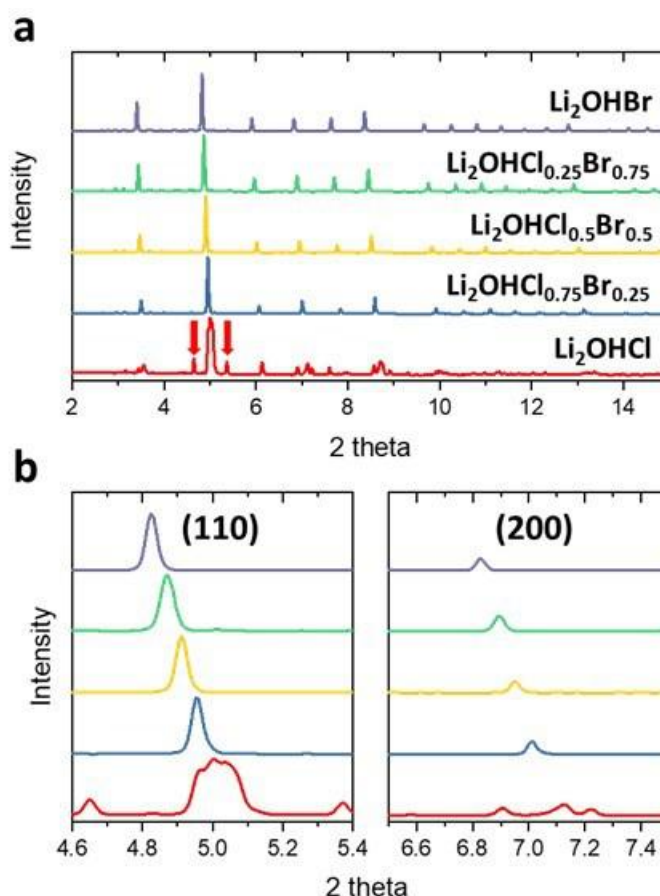 a
Li₂OHBr
Li₂OHCl₀.₂₅Br₀.₇₅
Li₂OHCl₀.₅Br₀.₅
Li₂OHCl₀.₇₅Br₀.₂₅
Li₂OHCl
Intensity
2 4 6 8 10 12 14
2 theta
b
(110) (200)
Intensity
4.6 4.8 5.0 5.2 5.4 6.6 6.8 7.0 7.2 7.4
2 theta 2 theta